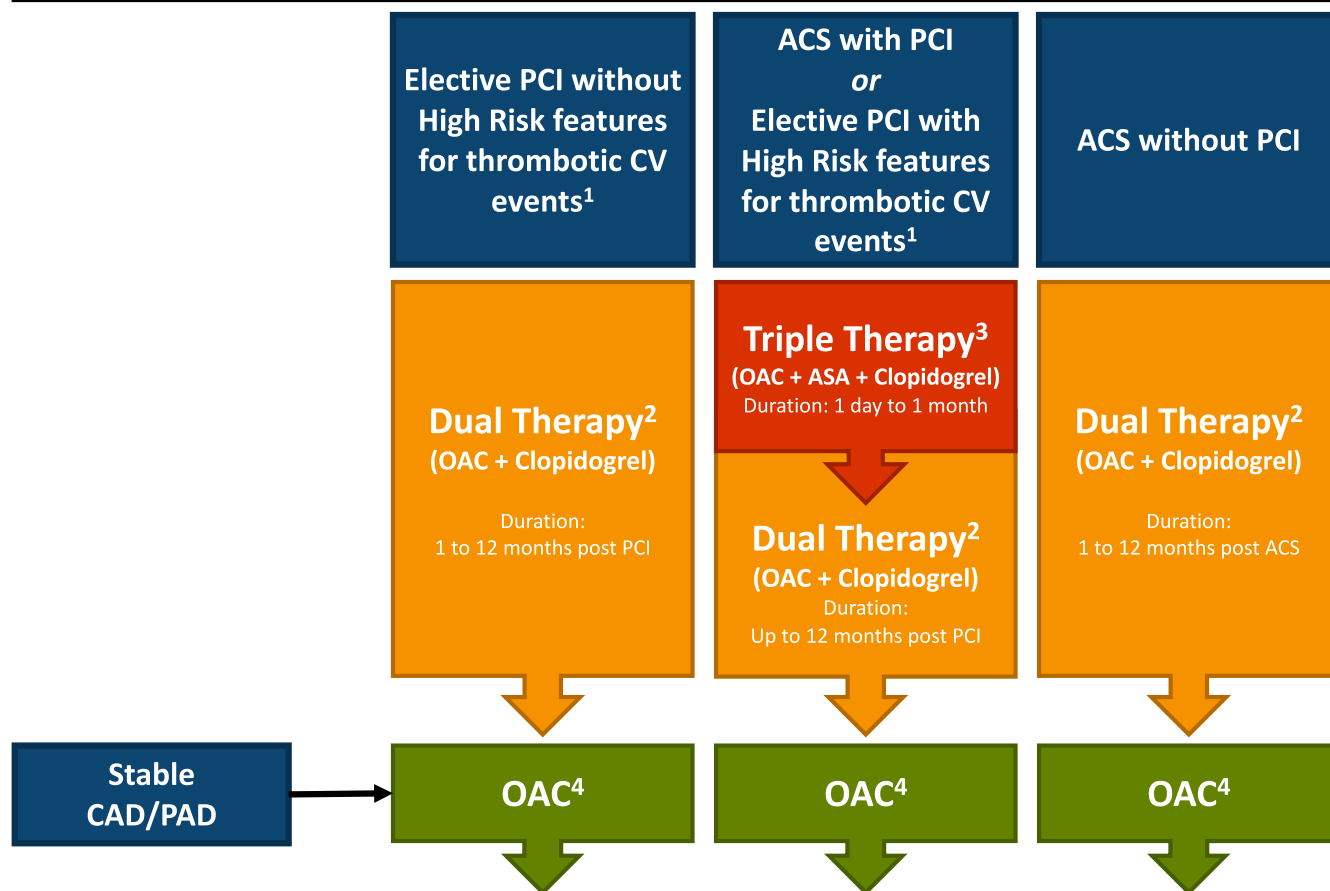 Elective PCI without
High Risk features
for thrombotic CV
events¹
ACS with PCI
or
Elective PCI with
High Risk features
for thrombotic CV
events¹
ACS without PCI
Dual Therapy²
(OAC + Clopidogrel)
Duration:
1 to 12 months post PCI
Triple Therapy³
(OAC + ASA + Clopidogrel)
Duration: 1 day to 1 month
Dual Therapy²
(OAC + Clopidogrel)
Duration:
Up to 12 months post PCI
Dual Therapy²
(OAC + Clopidogrel)
Duration:
1 to 12 months post ACS
Stable
CAD/PAD
OAC⁴
OAC⁴
OAC⁴